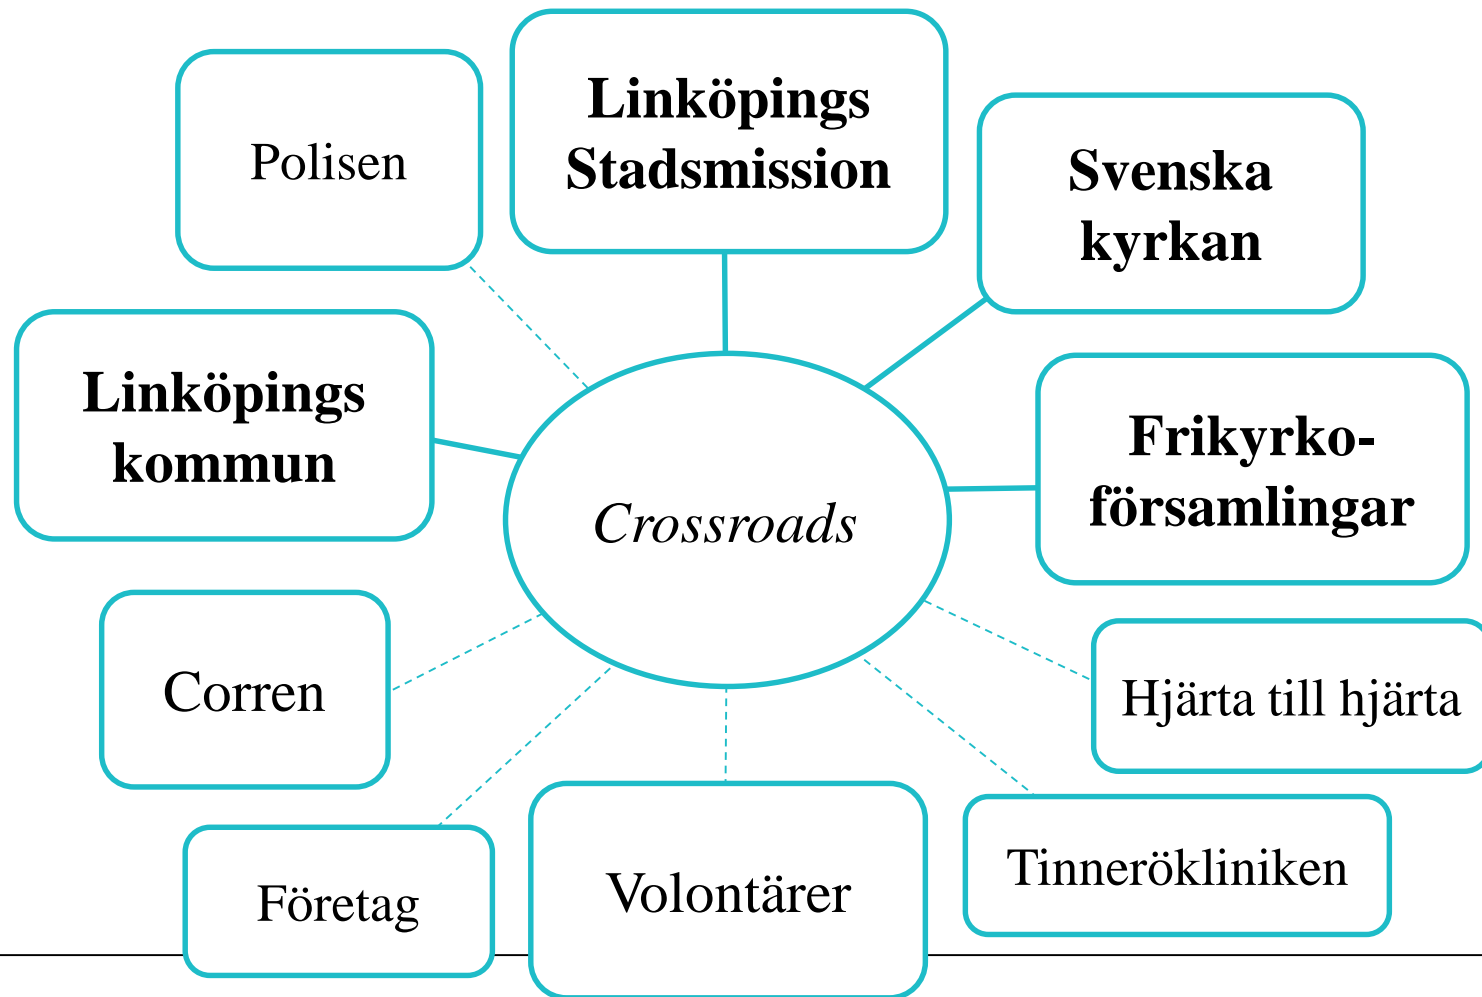 Linköpings
Stadsmission
Polisen
Svenska
kyrkan
Linköpings
kommun
Frikyrko-
församlingar
Crossroads
Corren
Hjärta till hjärta
Tinnerökliniken
Volontärer
Företag